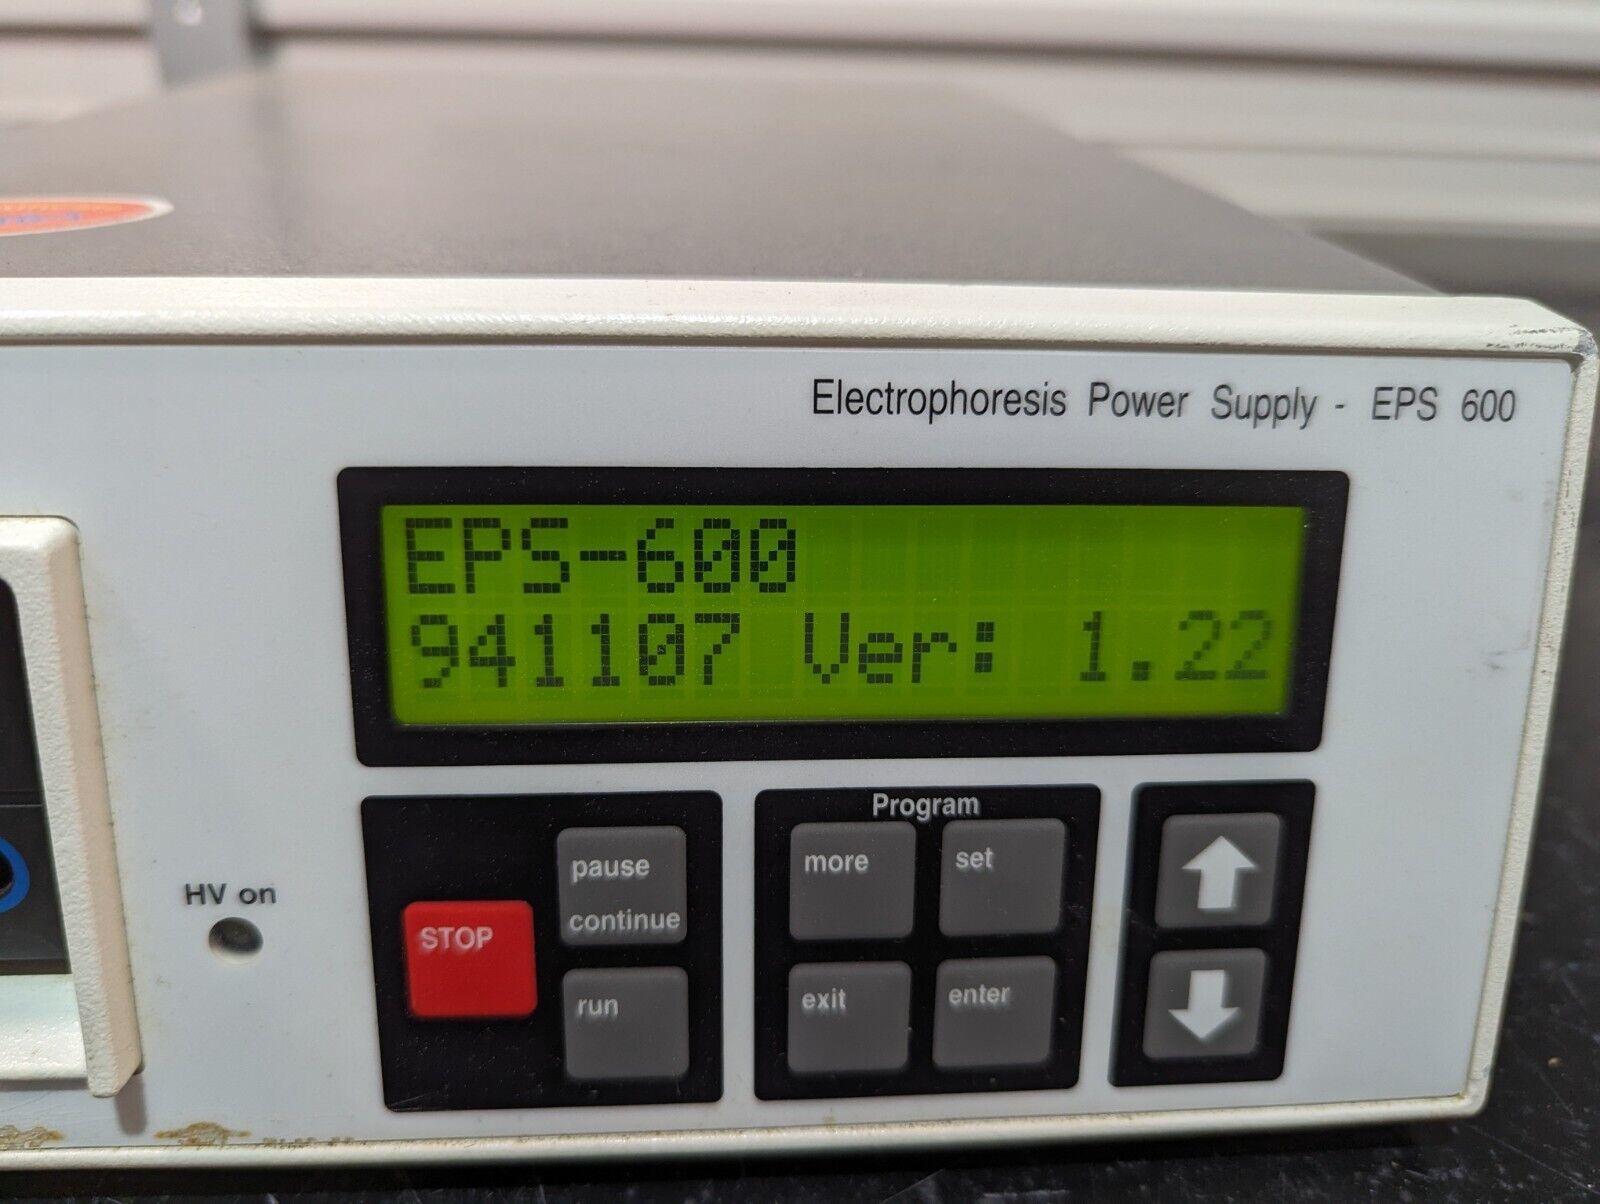 Electrophoresis Power Supply - EPS 600
EPS-600
941107 Ver: 1.22
HV on
STOP
pause
continue
run
Program
more
set
exit
enter